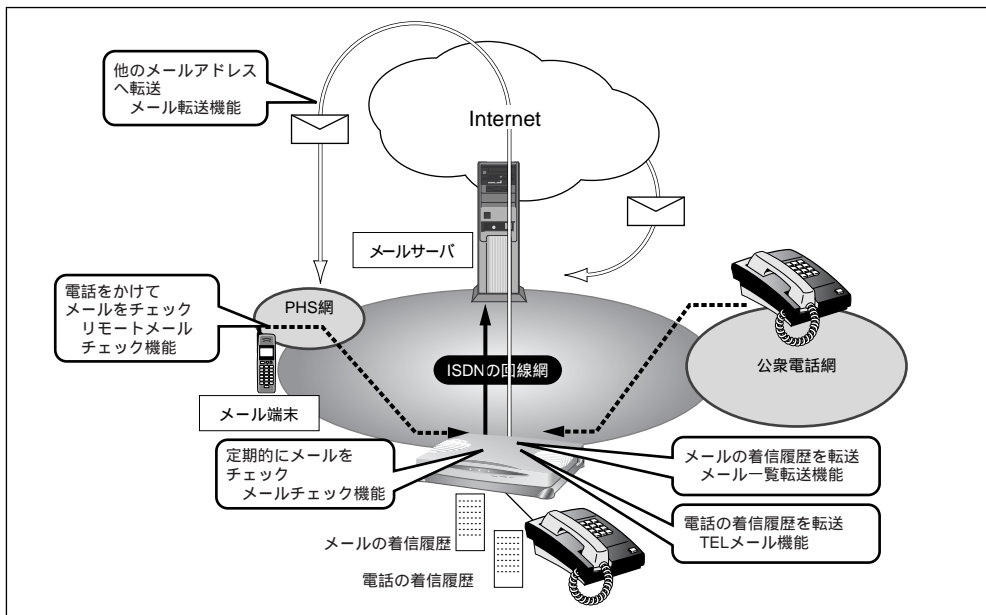 他のメールアドレス
へ転送
メール転送機能
Internet
メールサーバ
電話をかけて
メールをチェック
リモートメール
チェック機能
PHS網
ISDNの回線網
公衆電話網
メール端末
定期的にメールを
チェック
メールチェック機能
メールの着信履歴を転送
メール一覧転送機能
電話の着信履歴を転送
TELメール機能
メールの着信履歴
電話の着信履歴